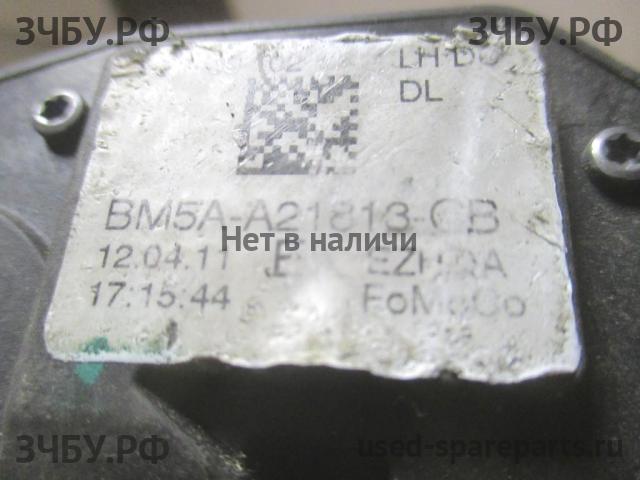 ЗЧБУ.РФ
ЗЧБУ.РФ
02
LH
DL
BM5A-A21813-CB
Нет в наличи
12.04.11 E
17:15:44 FoMoCo
ЗЧБУ.РФ
used-spareparts.ru